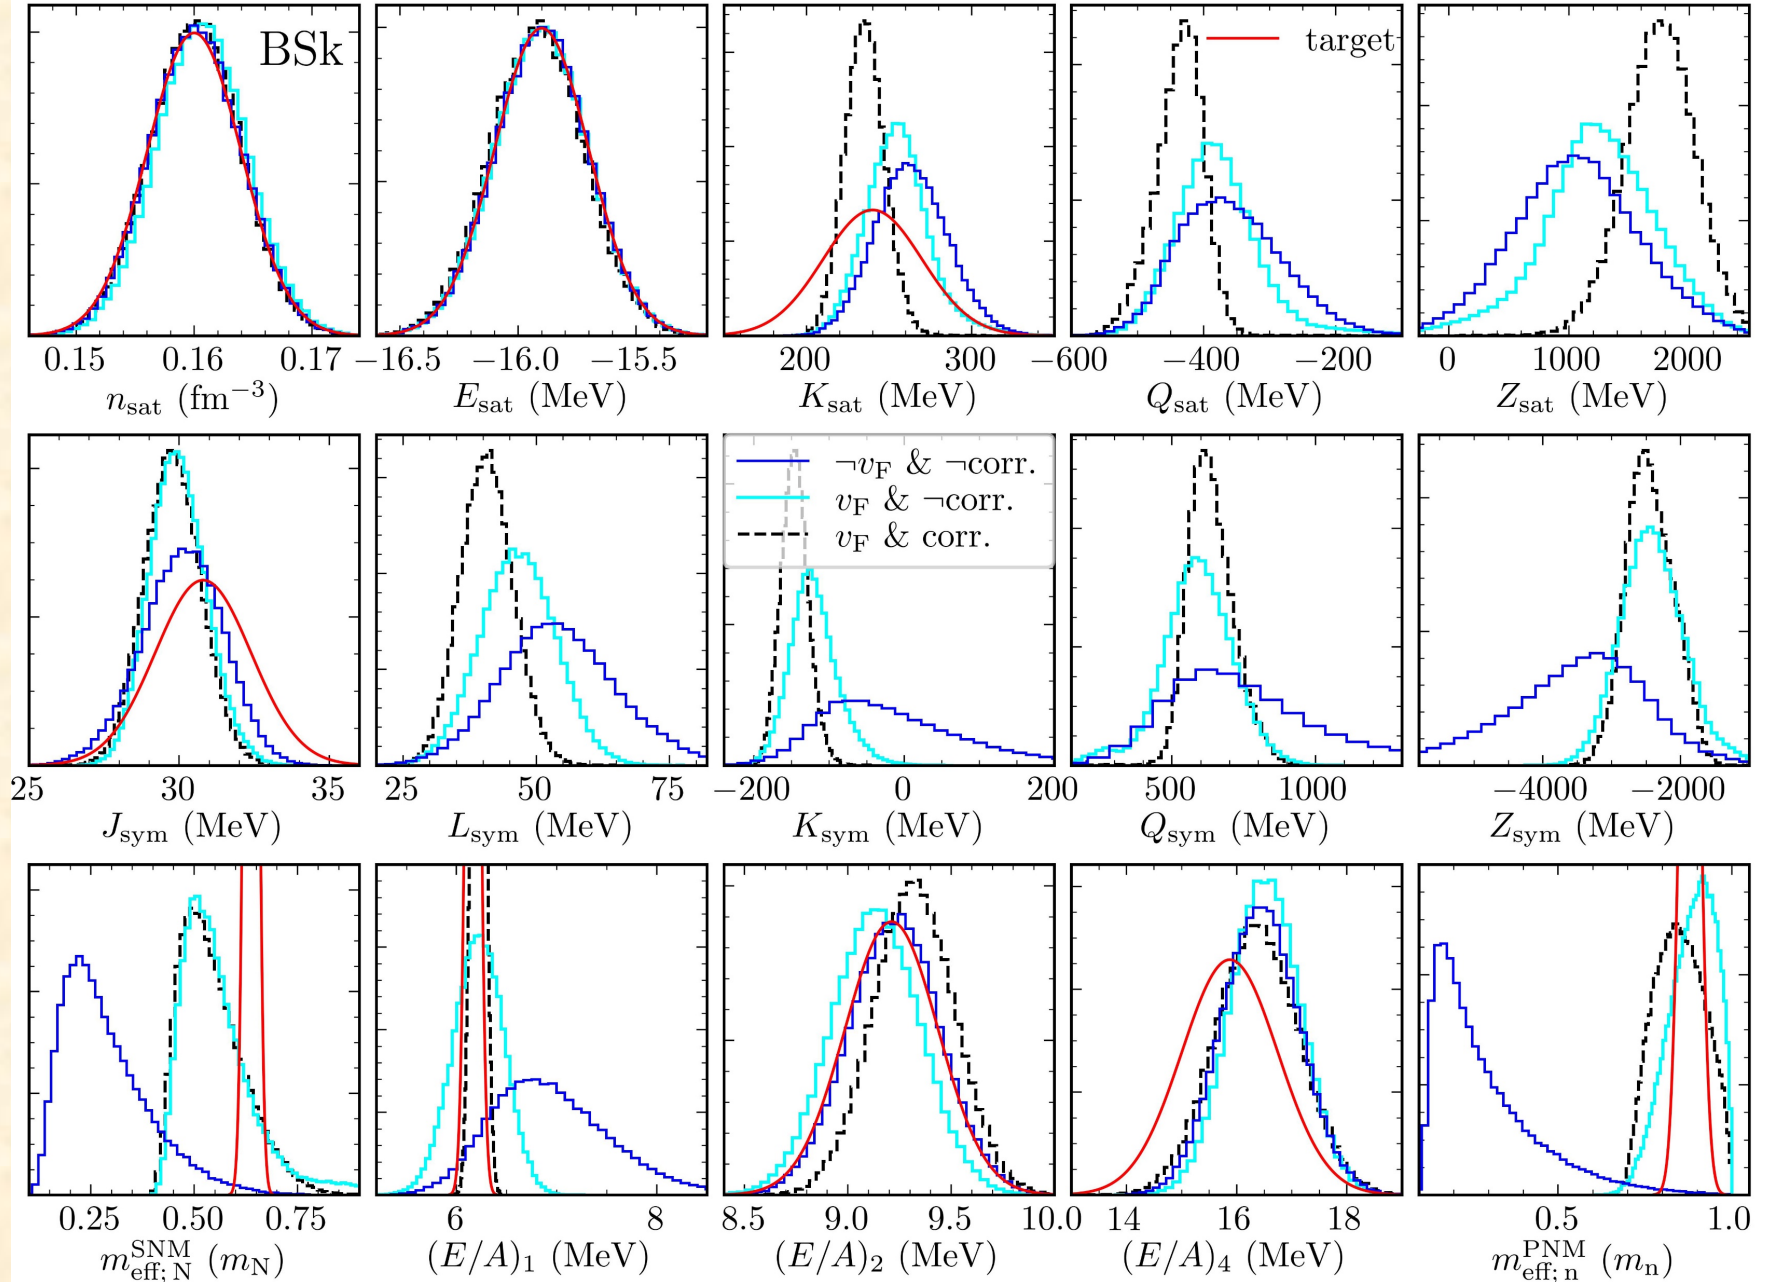 BSk
target
0.15 0.16 0.17 −16.5 −16.0 −15.5 200 300 −600 −400 −200 0 1000 2000
n_sat (fm⁻³) E_sat (MeV) K_sat (MeV) Q_sat (MeV) Z_sat (MeV)
¬v_F & ¬corr.
v_F & ¬corr.
v_F & corr.
25 30 35 25 50 75 −200 0 200 500 1000 −4000 −2000
J_sym (MeV) L_sym (MeV) K_sym (MeV) Q_sym (MeV) Z_sym (MeV)
0.25 0.50 0.75 6 8 8.5 9.0 9.5 10.0 14 16 18 0.5 1.0
m^SNM_eff; N (m_N) (E/A)₁ (MeV) (E/A)₂ (MeV) (E/A)₄ (MeV) m^PNM_eff; n (m_n)